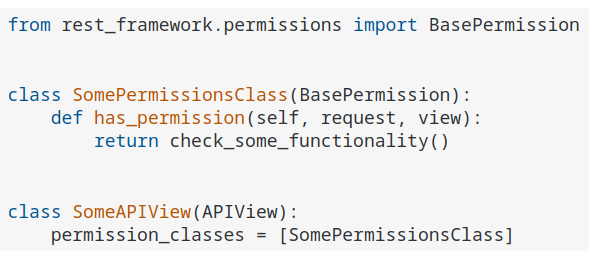 from rest_framework.permissions import BasePermission
class SomePermissionsClass(BasePermission):
    def has_permission(self, request, view):
        return check_some_functionality()
class SomeAPIView(APIView):
    permission_classes = [SomePermissionsClass]